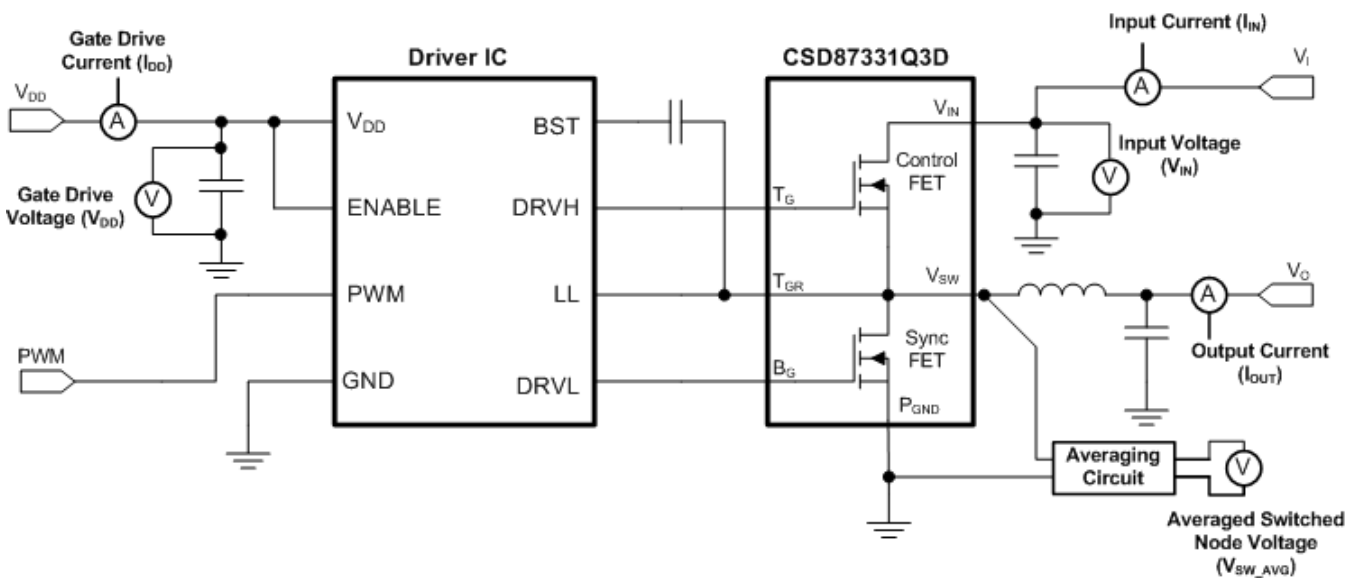 Input Current (IIN)
Gate Drive
Current (IDD)
Driver IC
CSD87331Q3D
VI
VDD
A
A
VDD
BST
VIN
Input Voltage
(VIN)
V
Control
FET
Gate Drive
Voltage (VDD)
V
ENABLE
DRVH
TG
PWM
LL
TGR
VSW
VO
A
PWM
Sync
FET
Output Current
(IOUT)
GND
DRVL
BG
PGND
Averaging
Circuit
V
Averaged Switched
Node Voltage
(VSW_AVG)